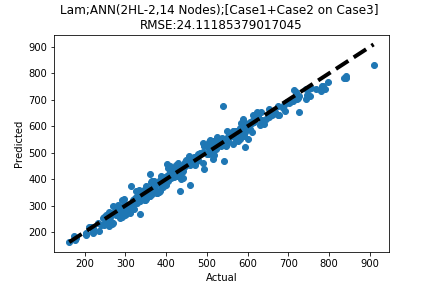 Lam;ANN(2HL-2,14 Nodes);[Case1+Case2 on Case3]
RMSE:24.11185379017045
900
800
700
600
500
400
300
200
Predicted
200 300 400 500 600 700 800 900
Actual